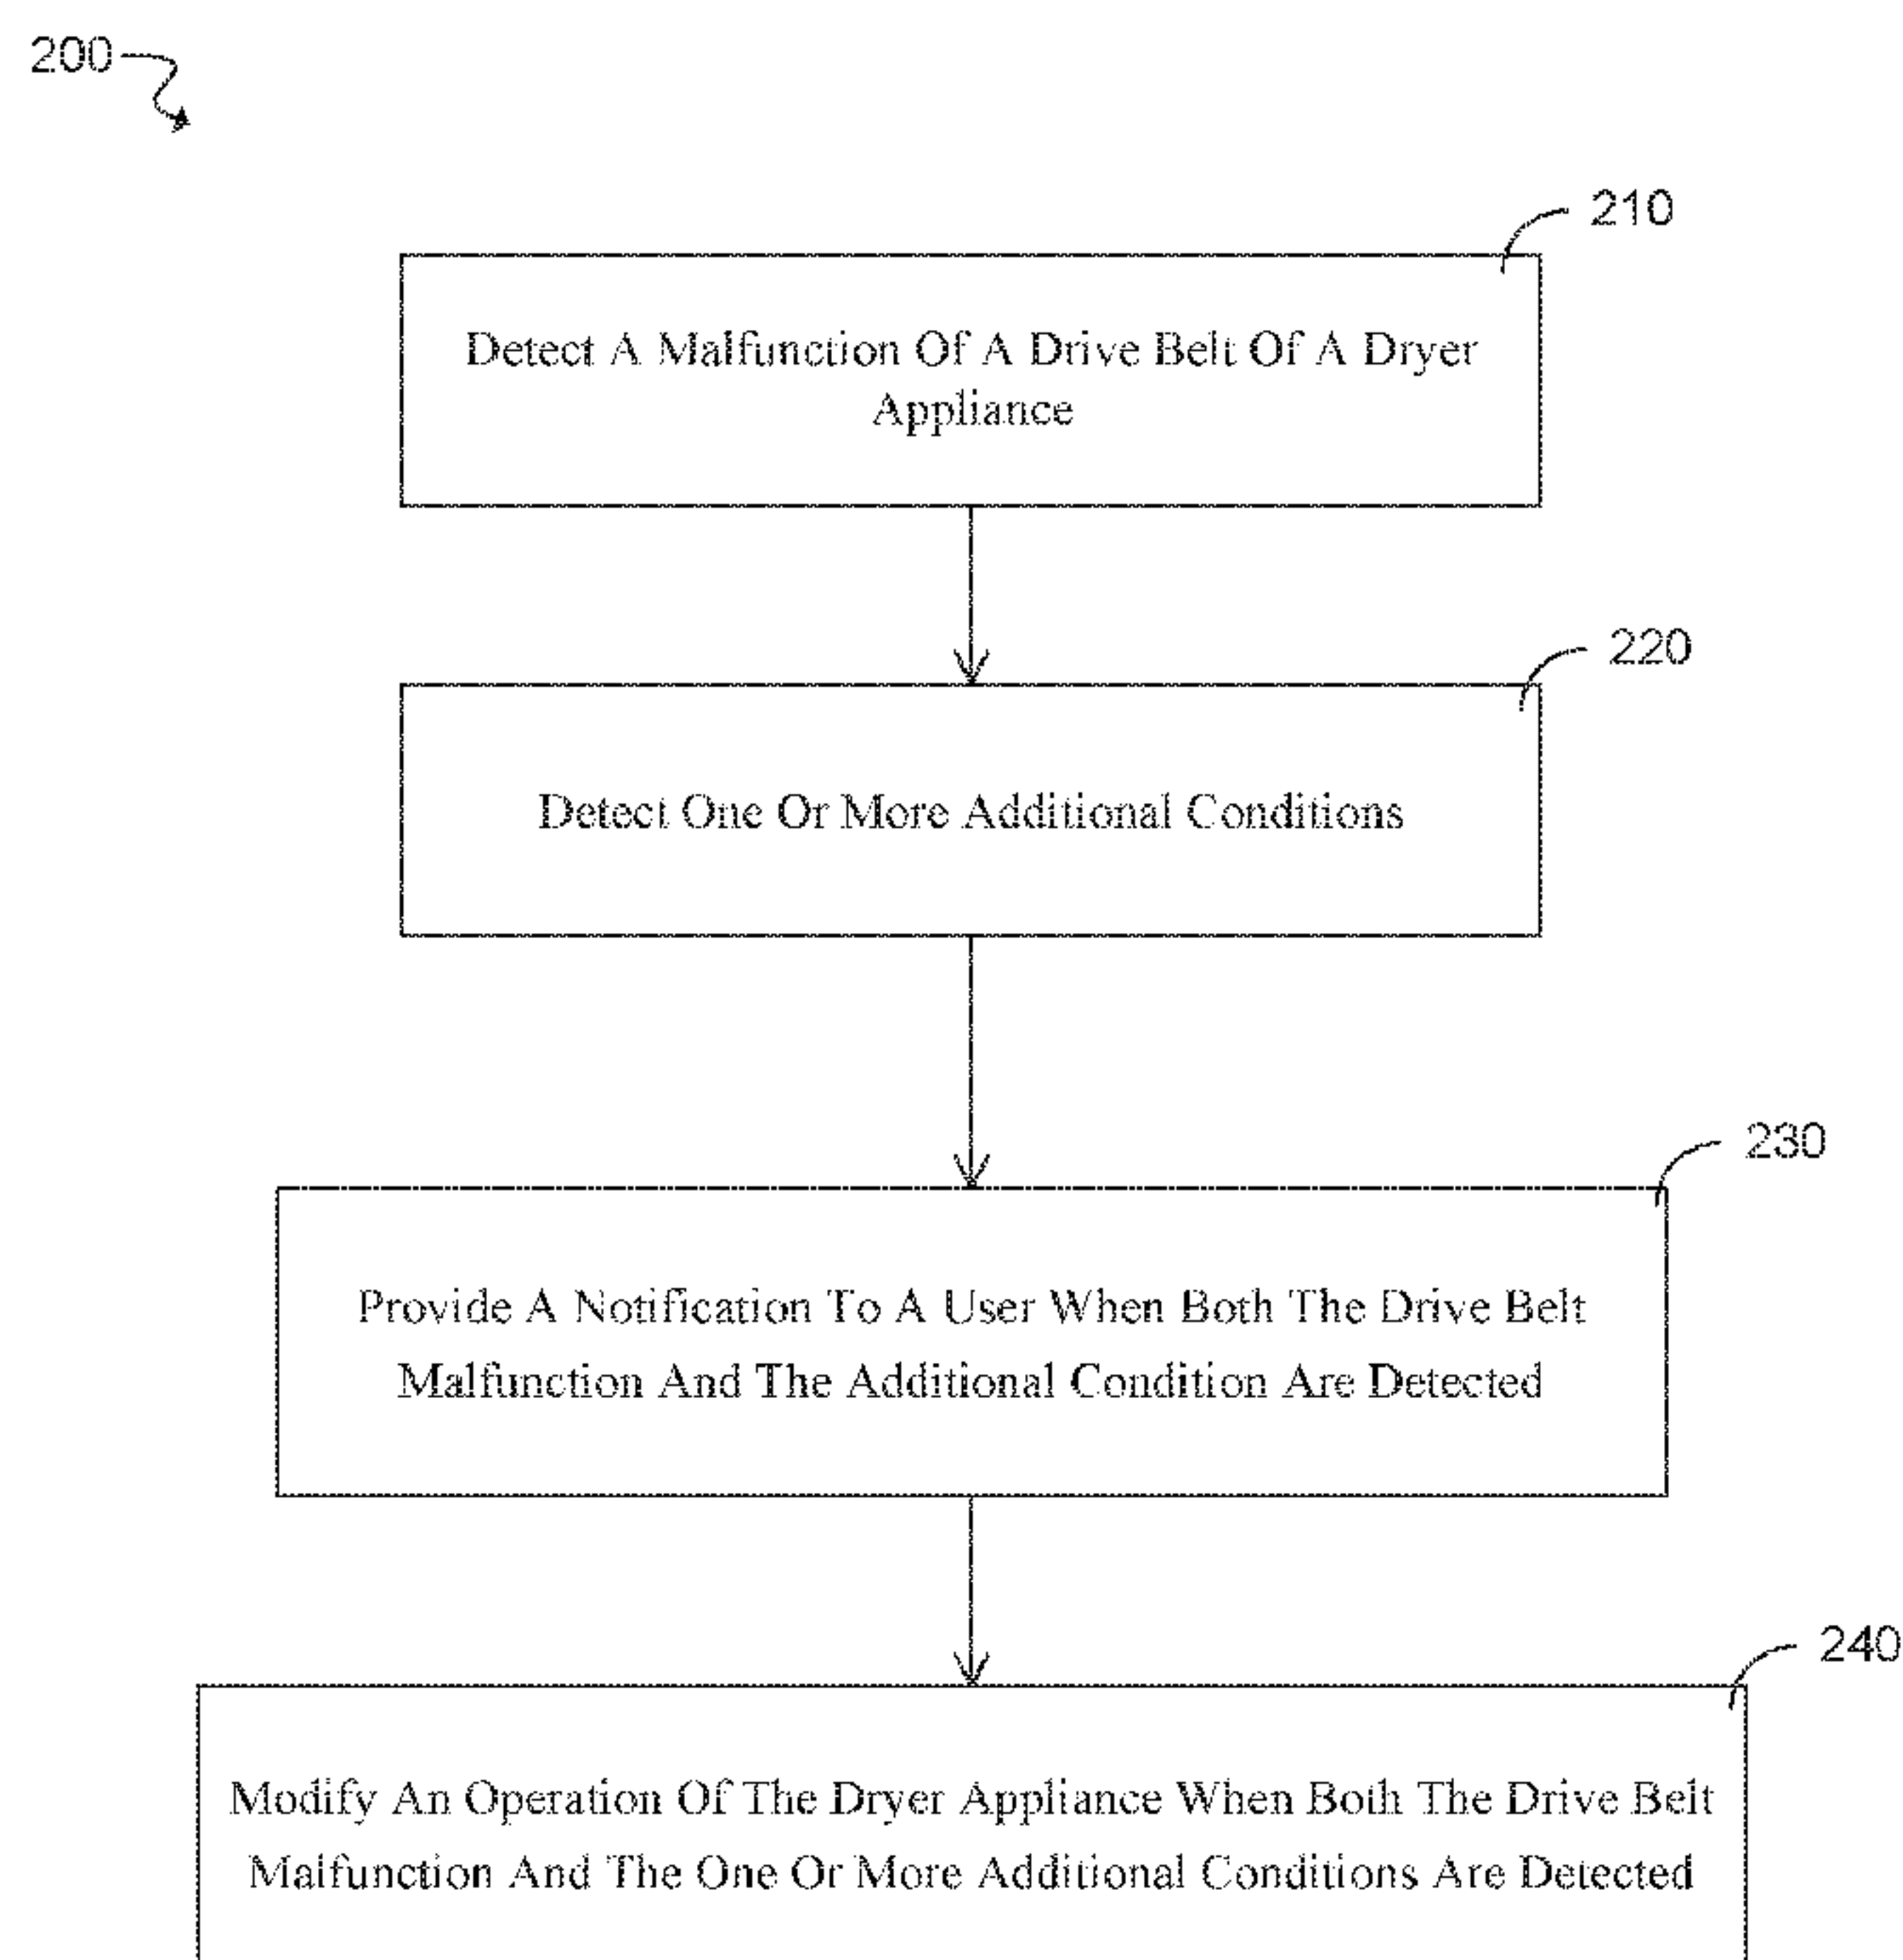 200
210
Detect A Malfunction Of A Drive Belt Of A Dryer
Appliance
220
Detect One Or More Additional Conditions
230
Provide A Notification To A User When Both The Drive Belt
Malfunction And The Additional Condition Are Detected
240
Modify An Operation Of The Dryer Appliance When Both The Drive Belt
Malfunction And The One Or More Additional Conditions Are Detected